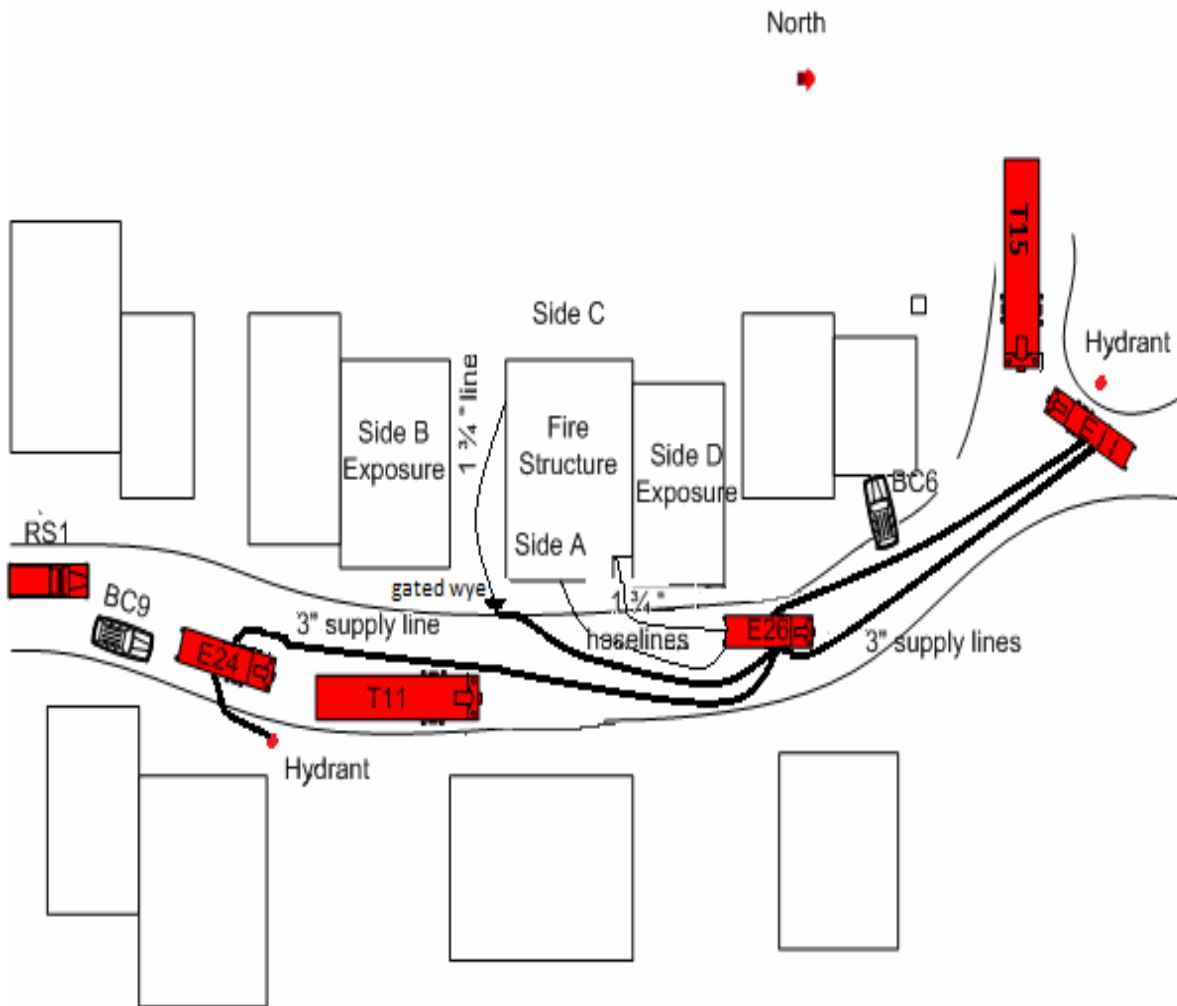 North
T15
Side C
Hydrant
1 ¾ " line
Fire
Structure
Side B
Exposure
Side D
Exposure
E11
BC6
Side A
RS1
gated wye
1 ¾ "
BC9
3" supply line
hoselines
E26
3" supply lines
E24
T11
Hydrant